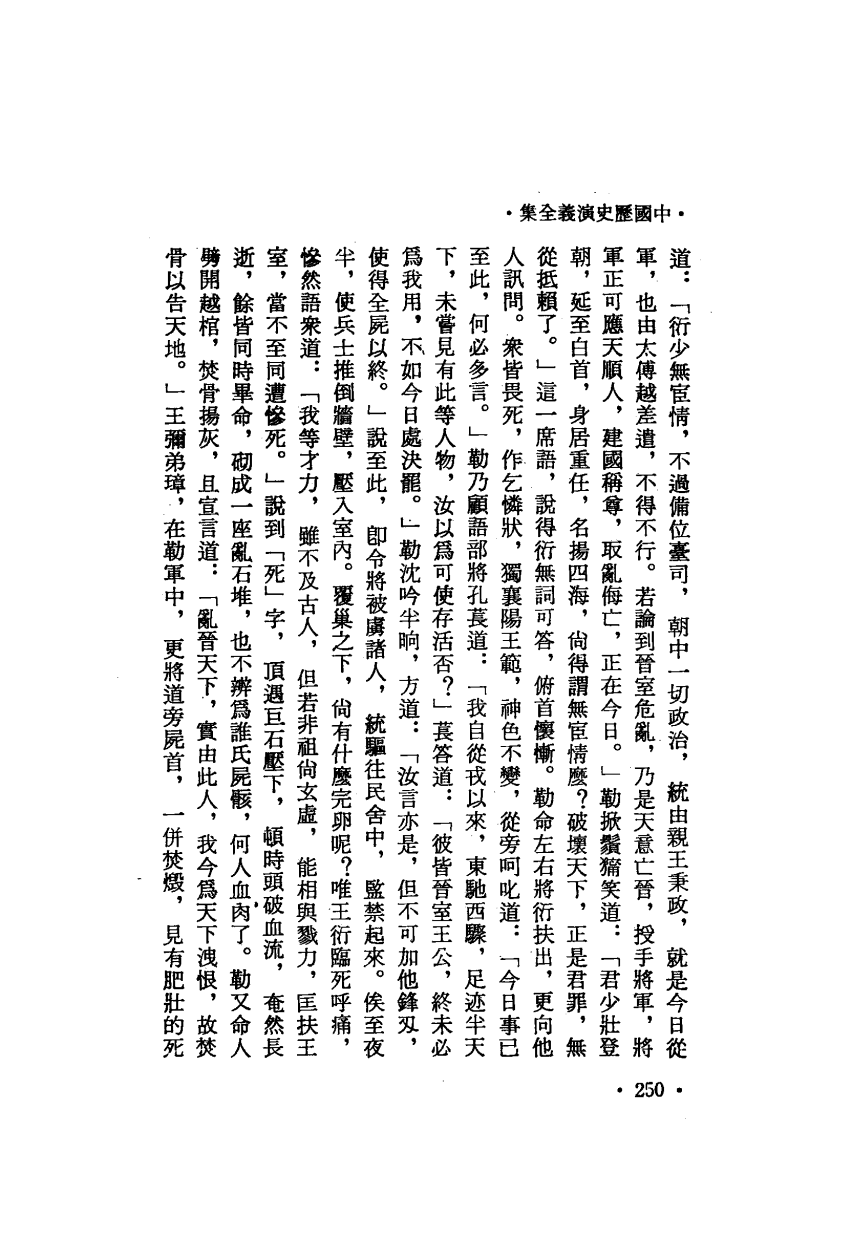 ・中國歷史演義全集・
道：「衍少無宦情，不過備位臺司，朝中一切政治，統由親王秉政，就是今日從
軍，也由太傅越差遣，不得不行。若論到晉室危亂，乃是天意亡晉，授手將軍，將
軍正可應天順人，建國稱尊，取亂侮亡，正在今日。」勒掀鬚獰笑道：「君少壯登
朝，延至白首，身居重任，名揚四海，尙得謂無宦情麼？破壞天下，正是君罪，無
從抵賴了。」這一席語，說得衍無詞可答，俯首懷慚。勒命左右將衍扶出，更向他
人訊問。衆皆畏死，作乞憐狀，獨襄陽王範，神色不變，從旁呵叱道：「今日事已
至此，何必多言。」勒乃顧語部將孔萇道：「我自從戎以來，東馳西驟，足迹半天
下，未嘗見有此等人物，汝以爲可使存活否？」萇答道：「彼皆晉室王公，終未必
爲我用，不如今日處決罷。」勒沈吟半晌，方道：「汝言亦是，但不可加他鋒刄，
使得全屍以終。」說至此，卽令將被虜諸人，統驅往民舍中，監禁起來。俟至夜
半，使兵士推倒牆壁，壓入室內。覆巢之下，尙有什麼完卵呢？唯王衍臨死呼痛，
慘然語衆道：「我等才力，雖不及古人，但若非祖尙玄虛，能相與戮力，匡扶王
室，當不至同遭慘死。」說到「死」字，頂遇巨石壓下，頓時頭破血流，奄然長
逝，餘皆同時畢命，砌成一座亂石堆，也不辨爲誰氏屍骸，何人血肉了。勒又命人
劈開越棺，焚骨揚灰，且宣言道：「亂晉天下，實由此人，我今爲天下洩恨，故焚
骨以告天地。」王彌弟璋，在勒軍中，更將道旁屍首，一併焚燬，見有肥壯的死
・250・